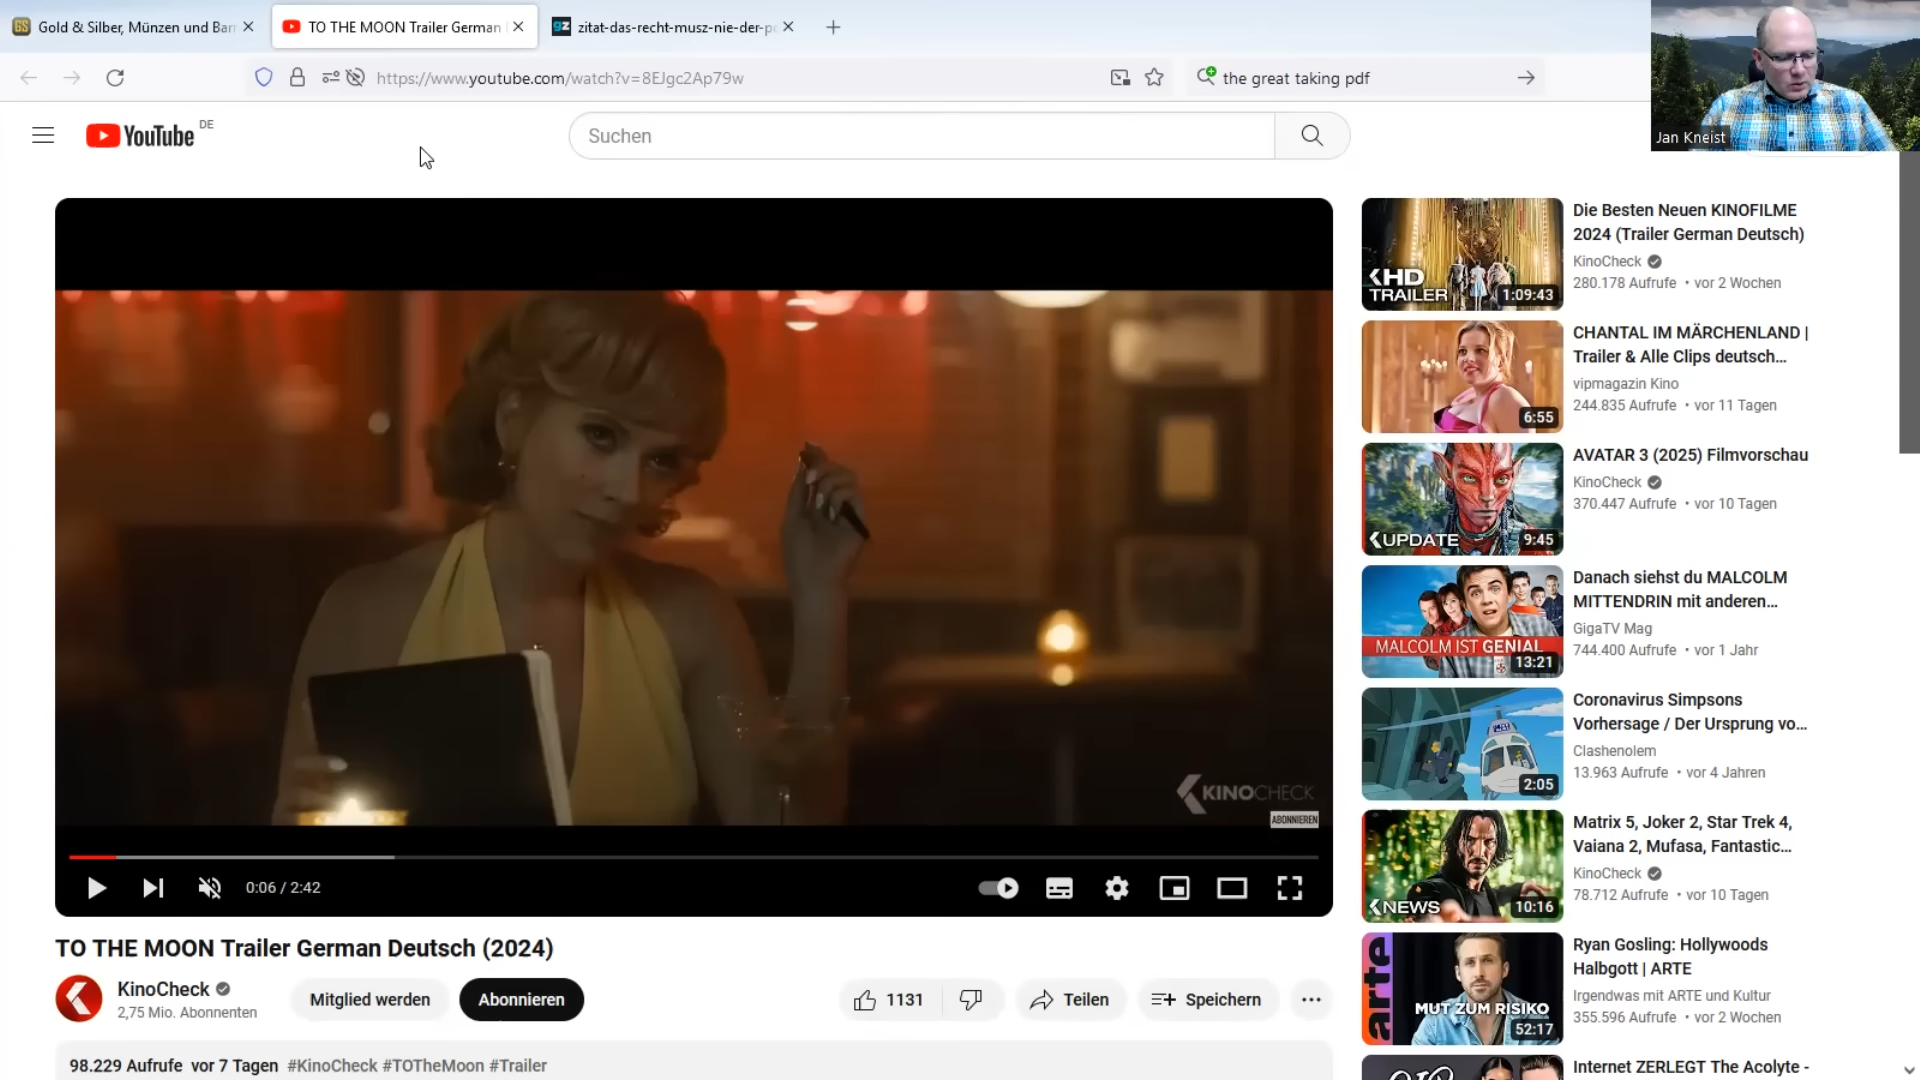 Gold & Silber, Münzen und Barr
TO THE MOON Trailer German
zitat-das-recht-musz-nie-der-po
https://www.youtube.com/watch?v=8EJgc2Ap79w
the great taking pdf
Jan Kneist
YouTube DE
Suchen
KINOCHECK
ABONNIEREN
0:06 / 2:42
TO THE MOON Trailer German Deutsch (2024)
KinoCheck
2,75 Mio. Abonnenten
Mitglied werden
Abonnieren
1131
Teilen
Speichern
98.229 Aufrufe vor 7 Tagen #KinoCheck #TOTheMoon #Trailer
HD
TRAILER
1:09:43
Die Besten Neuen KINOFILME
2024 (Trailer German Deutsch)
KinoCheck
280.178 Aufrufe • vor 2 Wochen
6:55
CHANTAL IM MÄRCHENLAND |
Trailer & Alle Clips deutsch...
vipmagazin Kino
244.835 Aufrufe • vor 11 Tagen
UPDATE
9:45
AVATAR 3 (2025) Filmvorschau
KinoCheck
370.447 Aufrufe • vor 10 Tagen
MALCOLM IST GENIAL
13:21
Danach siehst du MALCOLM
MITTENDRIN mit anderen...
GigaTV Mag
744.400 Aufrufe • vor 1 Jahr
2:05
Coronavirus Simpsons
Vorhersage / Der Ursprung vo...
Clashenolem
13.963 Aufrufe • vor 4 Jahren
NEWS
10:16
Matrix 5, Joker 2, Star Trek 4,
Vaiana 2, Mufasa, Fantastic...
KinoCheck
78.712 Aufrufe • vor 10 Tagen
arte
MUT ZUM RISIKO
52:17
Ryan Gosling: Hollywoods
Halbgott | ARTE
Irgendwas mit ARTE und Kultur
355.596 Aufrufe • vor 2 Wochen
Internet ZERLEGT The Acolyte -